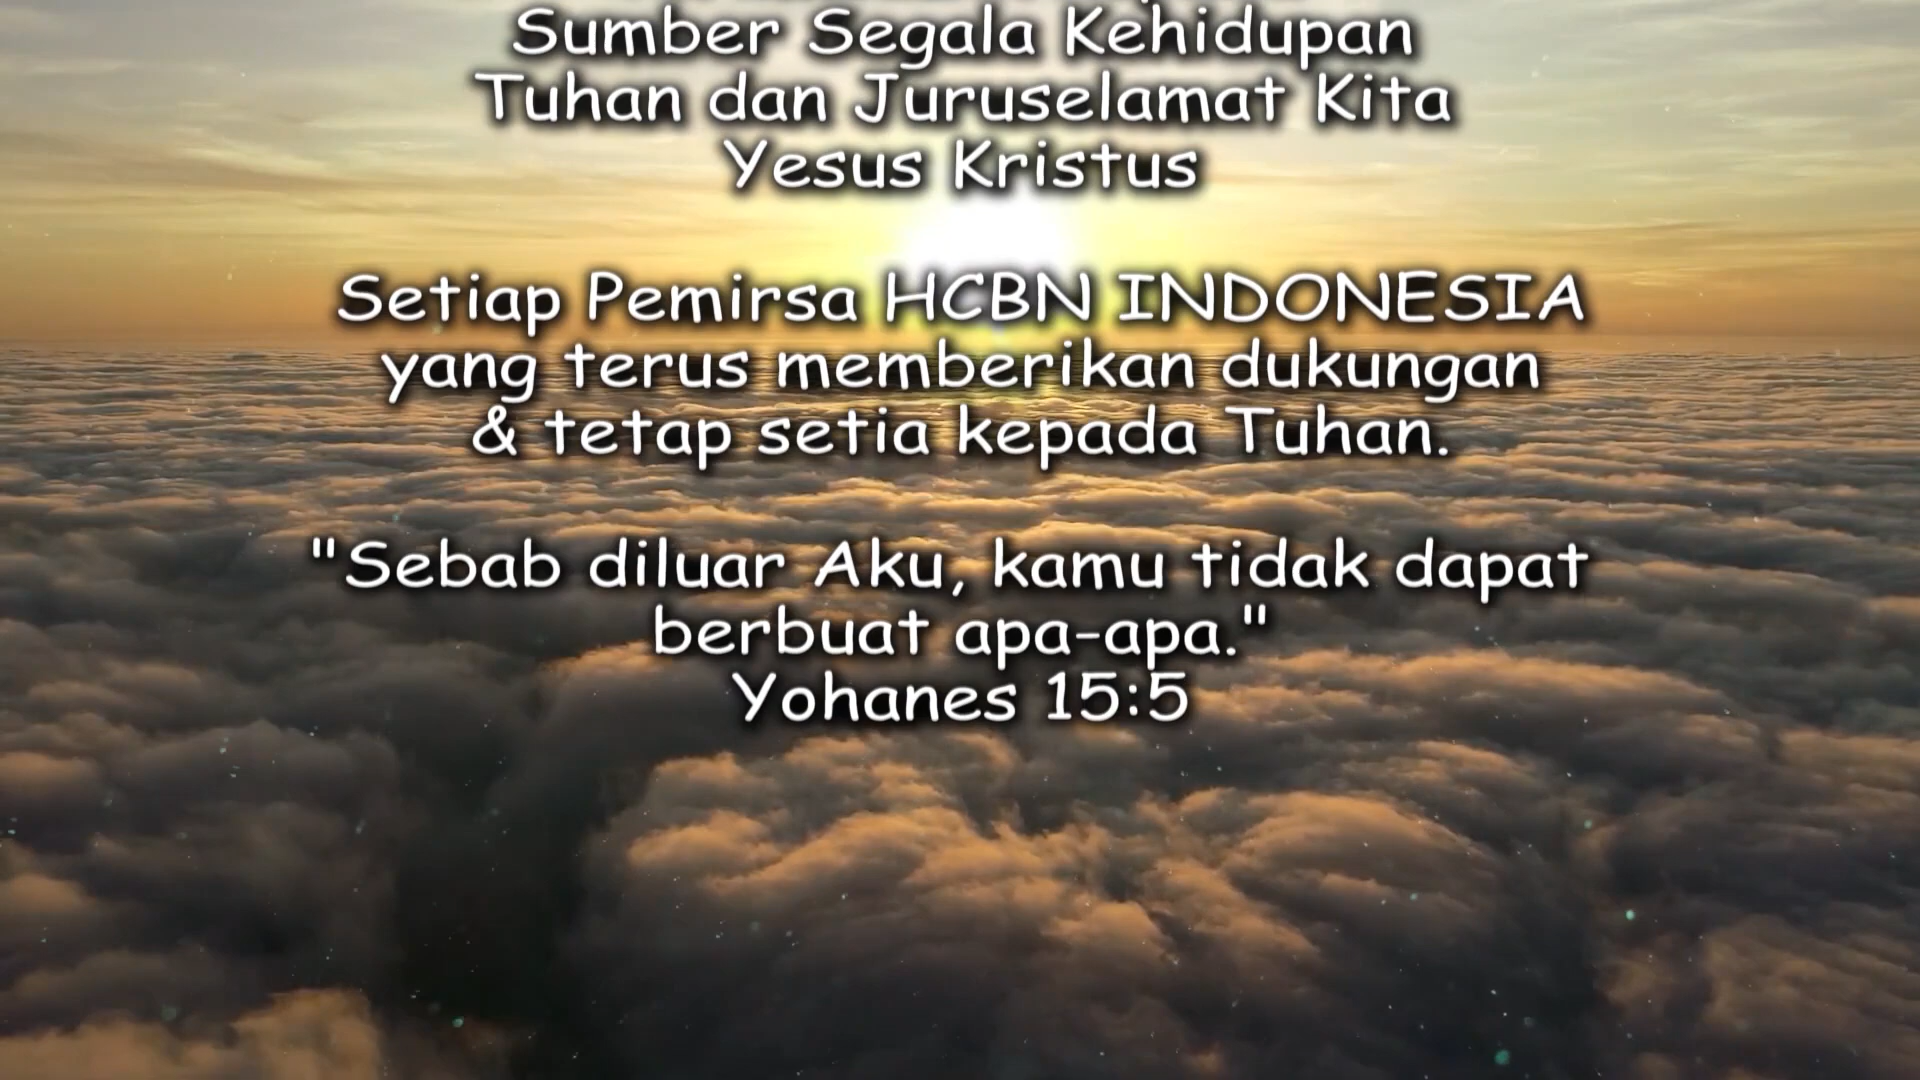 Sumber Segala Kehidupan
Tuhan dan Juruselamat Kita
Yesus Kristus
Setiap Pemirsa HCBN INDONESIA
yang terus memberikan dukungan
& tetap setia kepada Tuhan.
"Sebab diluar Aku, kamu tidak dapat
berbuat apa-apa."
Yohanes 15:5